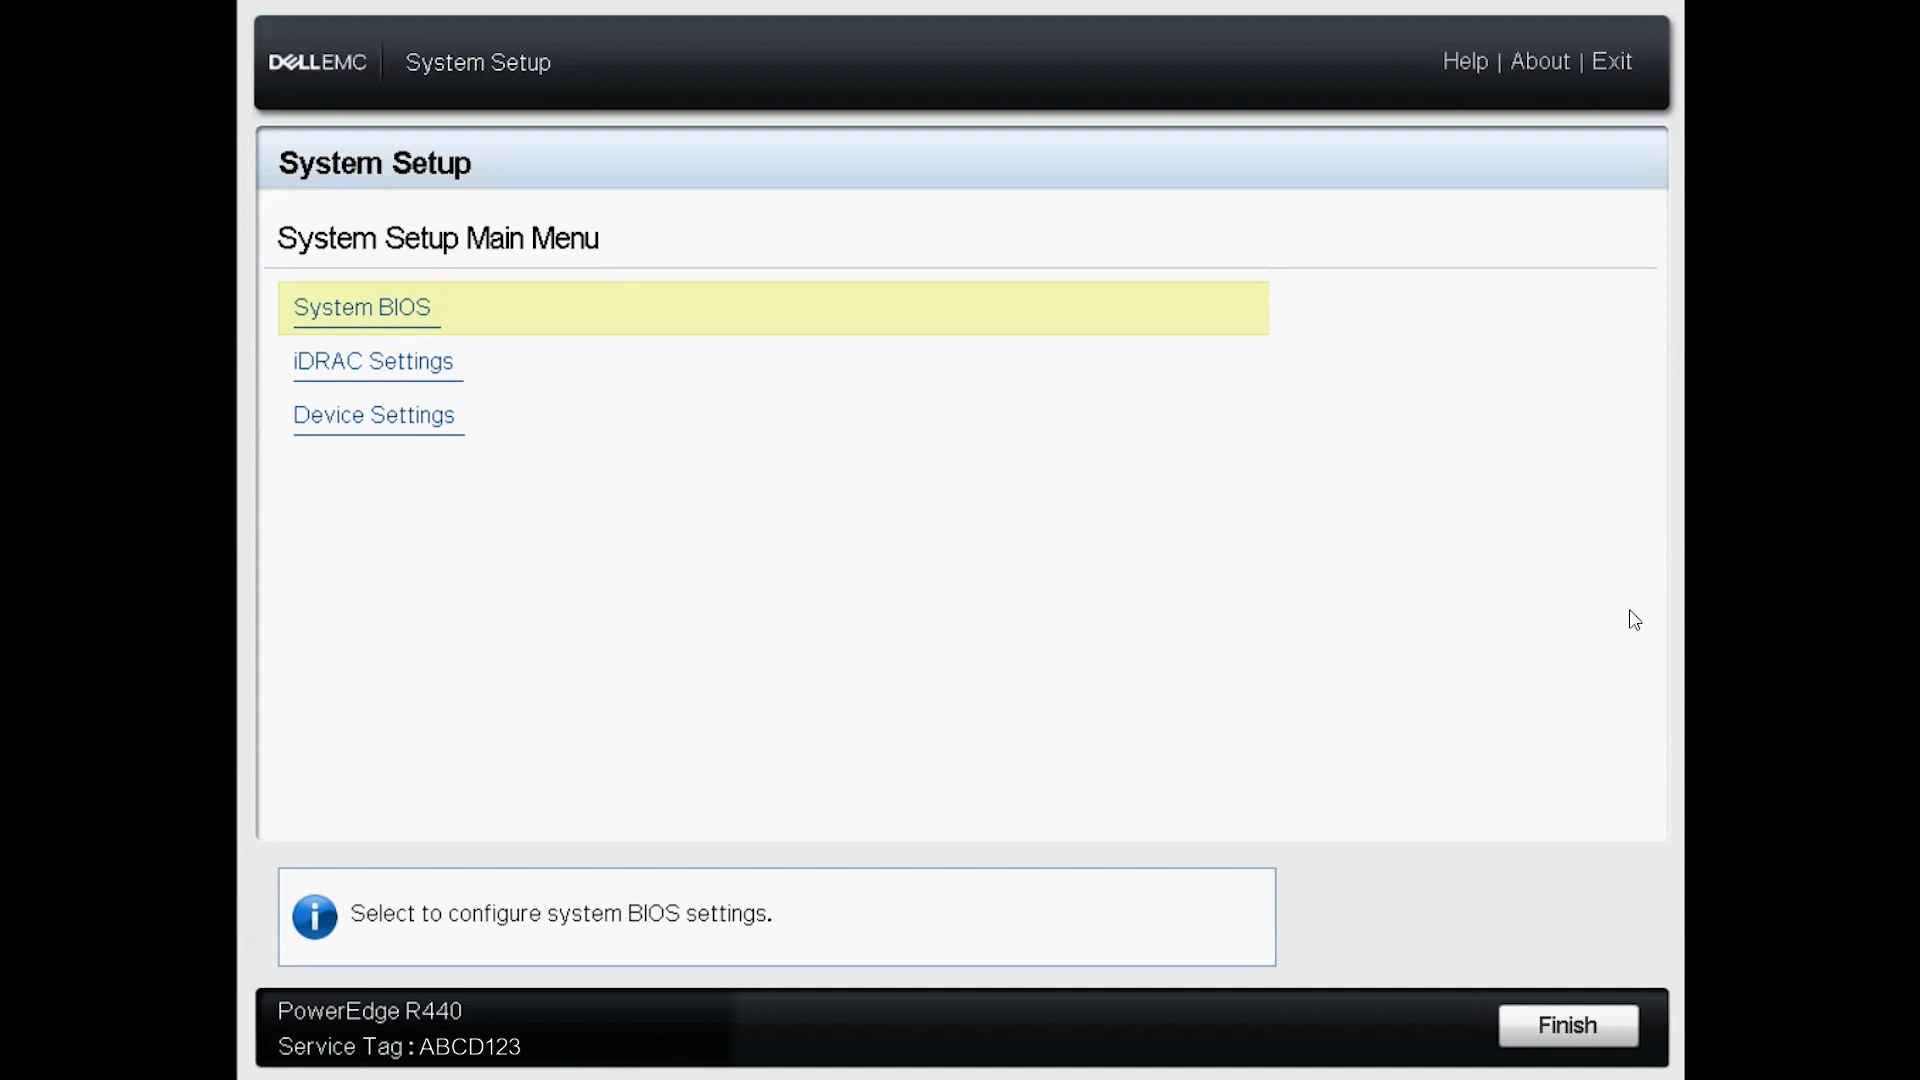 DELLEMC System Setup Help | About | Exit
System Setup
System Setup Main Menu
System BIOS
iDRAC Settings
Device Settings
Select to configure system BIOS settings.
PowerEdge R440
Service Tag : ABCD123
Finish